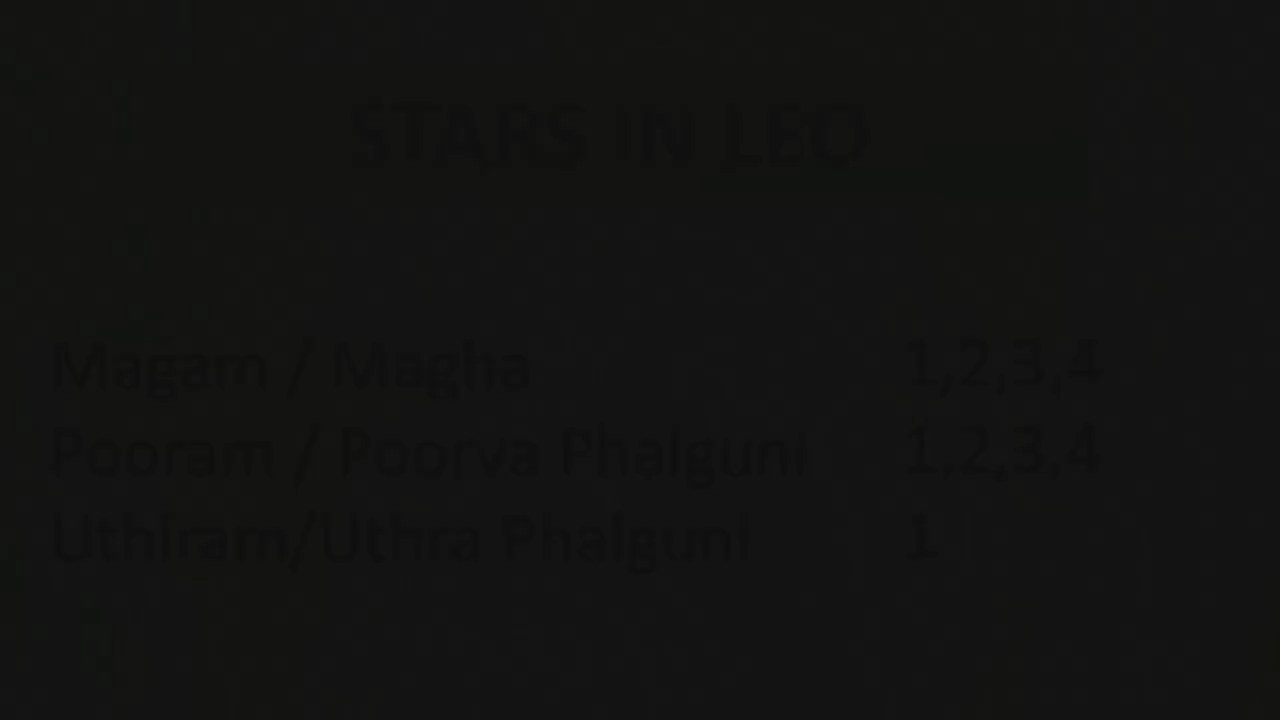 STARS IN LEO
Magam / Magha 1,2,3,4
Pooram / Poorva Phalguni 1,2,3,4
Uthiram/Uthra Phalguni 1